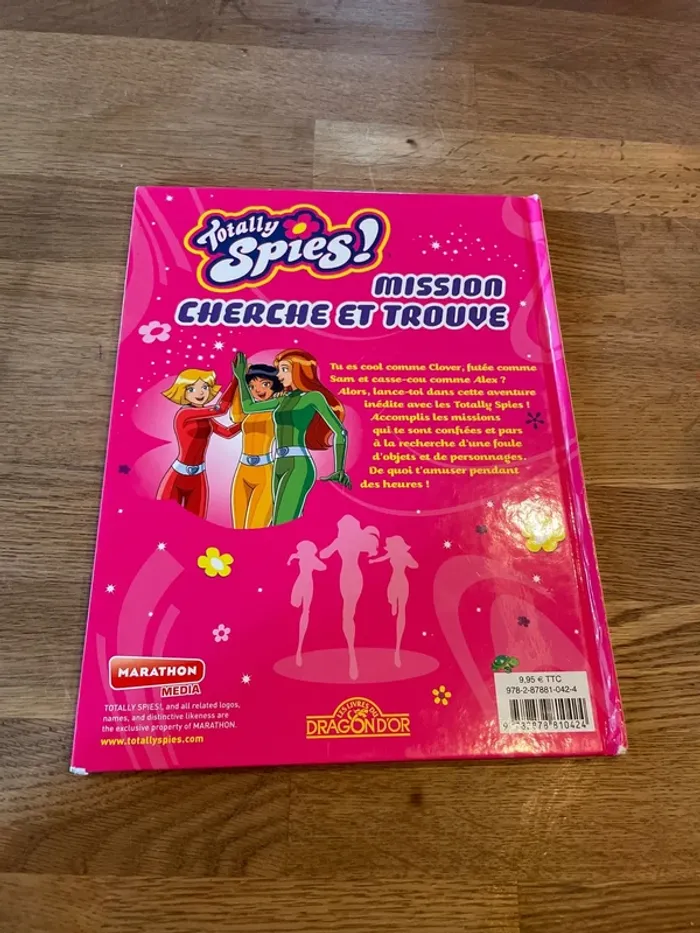 Totally
Spies!
MISSION
CHERCHE ET TROUVE
Tu es cool comme Clover, futée comme
Sam et casse-cou comme Alex ?
Alors, lance-toi dans cette aventure
inédite avec les Totally Spies !
Accomplis les missions
qui te sont confiées et pars
à la recherche d'une foule
d'objets et de personnages.
De quoi t'amuser pendant
des heures !
MARATHON
MEDIA
TOTALLY SPIES!, and all related logos,
names, and distinctive likeness are
the exclusive property of MARATHON.
www.totallyspies.com
LES LIVRES DU
DRAGON D'OR
9,95 € TTC
978-2-87881-042-4
9 782878 810424